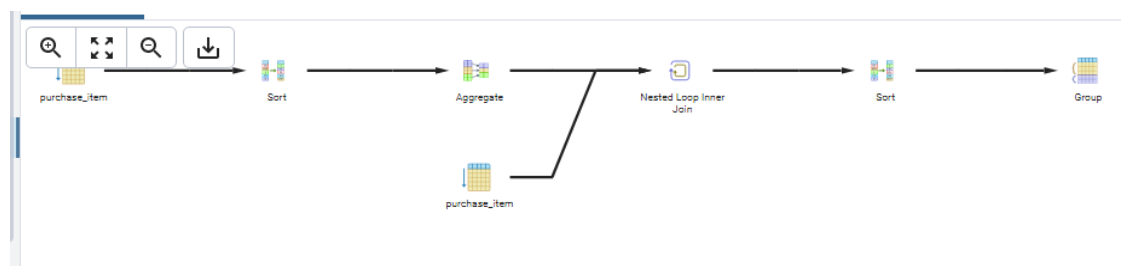 purchase_item
Sort
Aggregate
Nested Loop Inner
Join
Sort
Group
purchase_item